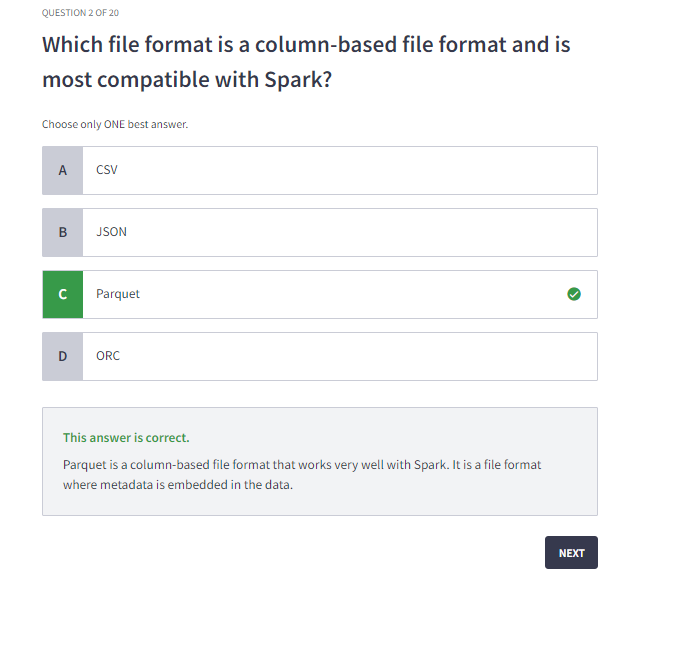 QUESTION 2 OF 20
Which file format is a column-based file format and is
most compatible with Spark?
Choose only ONE best answer.
A CSV
B JSON
C Parquet
D ORC
This answer is correct.
Parquet is a column-based file format that works very well with Spark. It is a file format
where metadata is embedded in the data.
NEXT